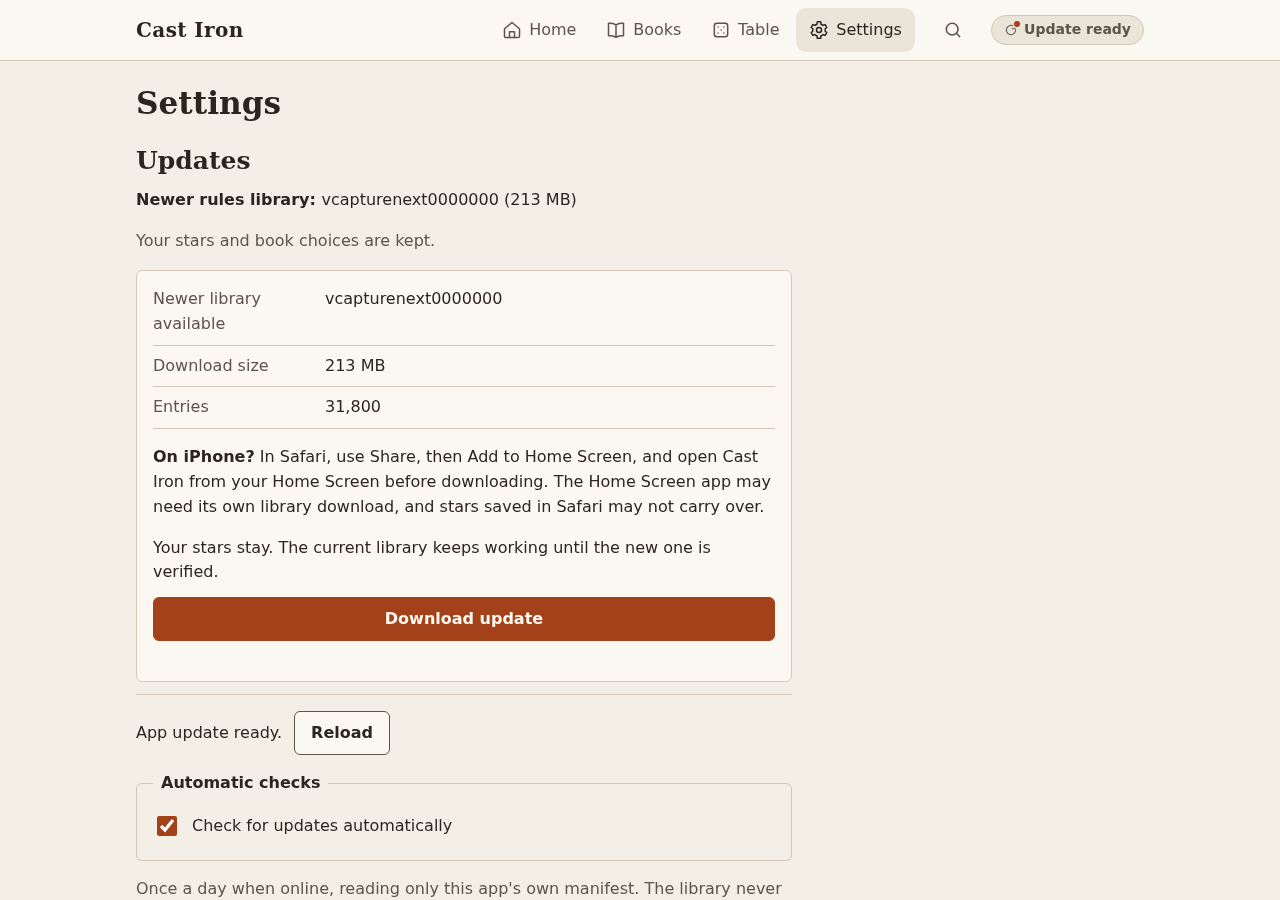 Cast Iron
Home
Books
Table
Settings
Update ready
Settings
Updates
Newer rules library: vcapturenext0000000 (213 MB)
Your stars and book choices are kept.
Newer library available
vcapturenext0000000
Download size
213 MB
Entries
31,800
On iPhone? In Safari, use Share, then Add to Home Screen, and open Cast
Iron from your Home Screen before downloading. The Home Screen app may
need its own library download, and stars saved in Safari may not carry over.
Your stars stay. The current library keeps working until the new one is
verified.
Download update
App update ready.
Reload
Automatic checks
Check for updates automatically
Once a day when online, reading only this app's own manifest. The library never